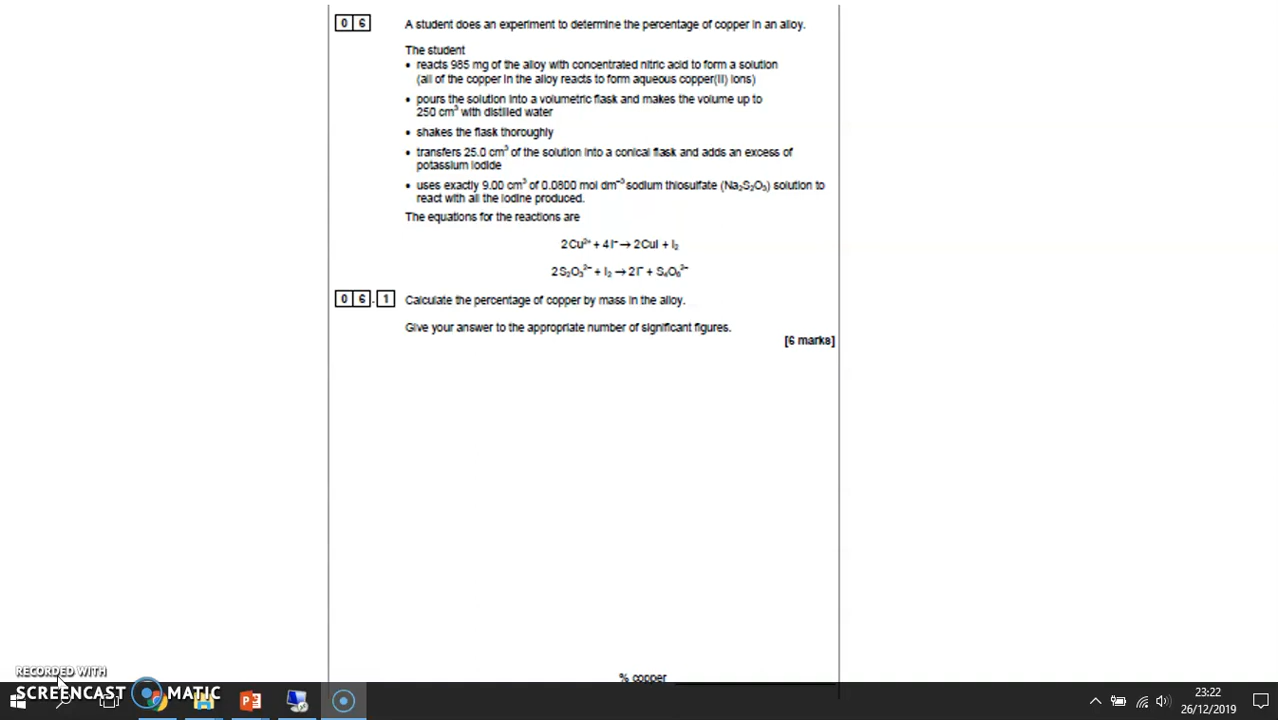 0 6 A student does an experiment to determine the percentage of copper in an alloy.
The student
• reacts 985 mg of the alloy with concentrated nitric acid to form a solution
(all of the copper in the alloy reacts to form aqueous copper(II) ions)
• pours the solution into a volumetric flask and makes the volume up to
250 cm³ with distilled water
• shakes the flask thoroughly
• transfers 25.0 cm³ of the solution into a conical flask and adds an excess of
potassium iodide
• uses exactly 9.00 cm³ of 0.0800 mol dm⁻³ sodium thiosulfate (Na₂S₂O₃) solution to
react with all the iodine produced.
The equations for the reactions are
2Cu²⁺ + 4I⁻ → 2CuI + I₂
2S₂O₃²⁻ + I₂ → 2I⁻ + S₄O₆²⁻
0 6 . 1 Calculate the percentage of copper by mass in the alloy.
Give your answer to the appropriate number of significant figures.
[6 marks]
% copper
RECORDED WITH
SCREENCAST MATIC
23:22
26/12/2019